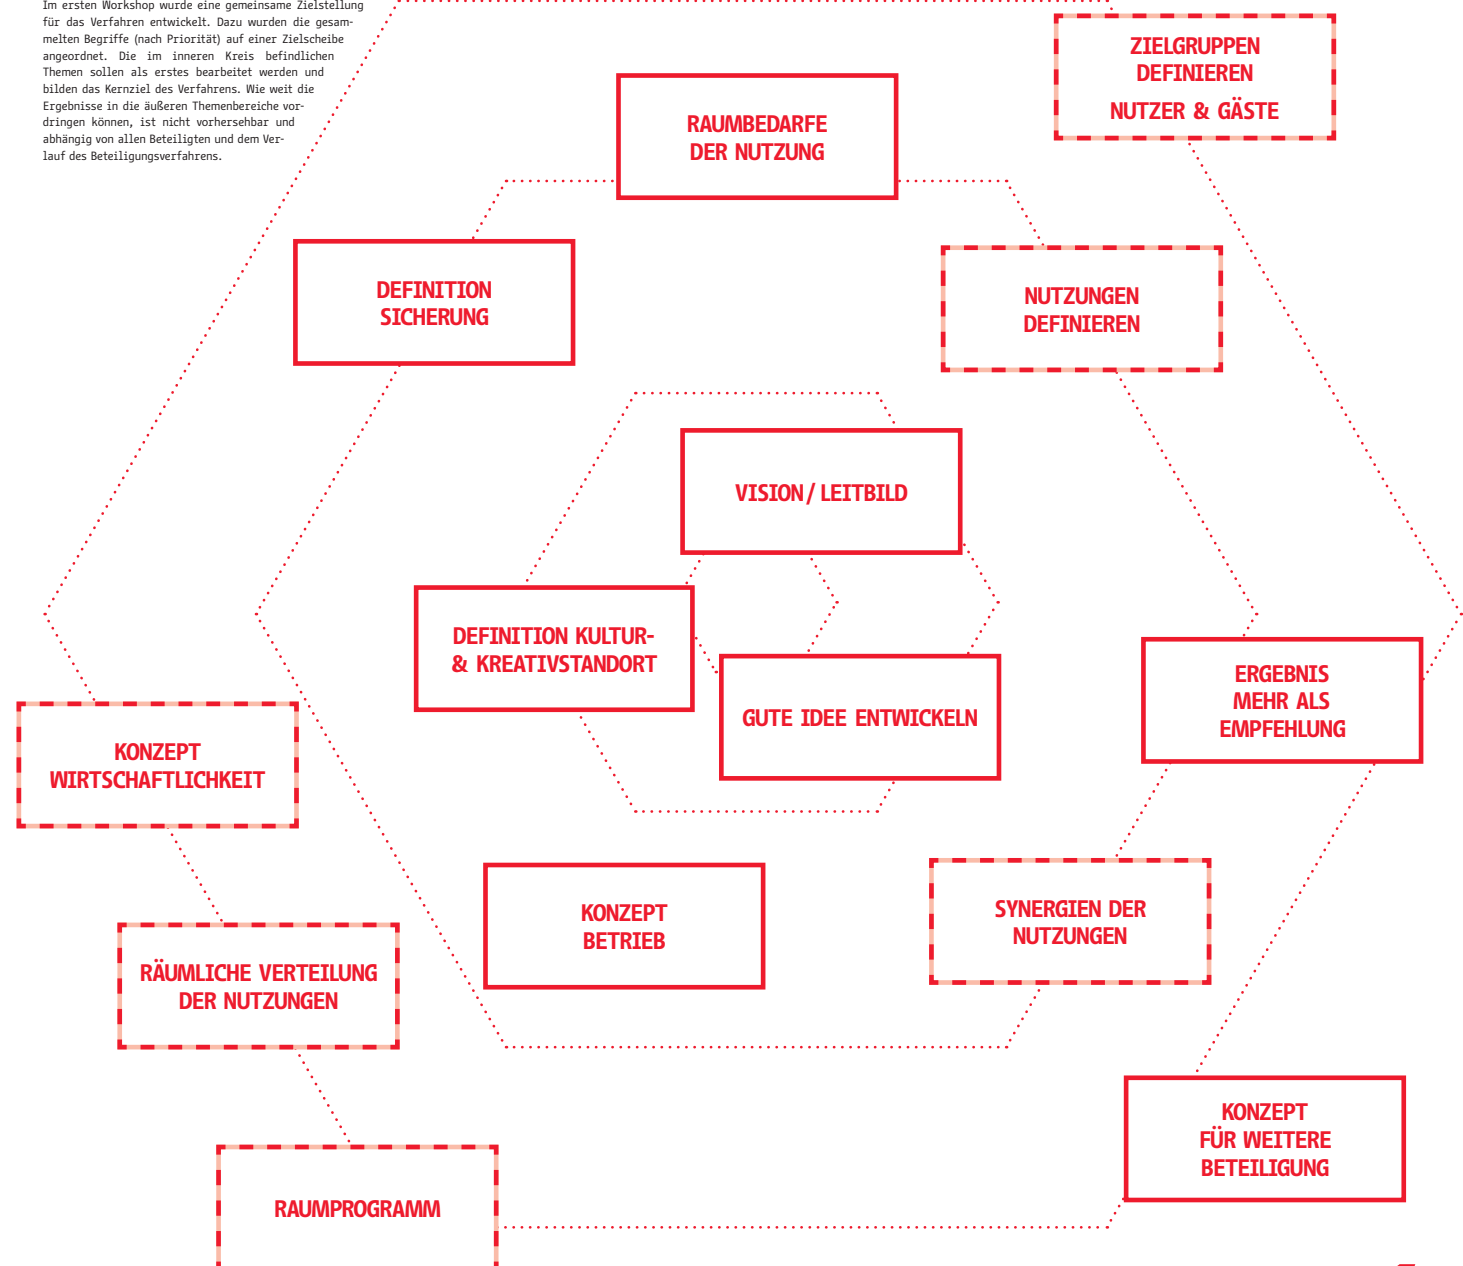 Im ersten Workshop wurde eine gemeinsame Zielstellung
für das Verfahren entwickelt. Dazu wurden die gesam-
melten Begriffe (nach Priorität) auf einer Zielscheibe
angeordnet. Die im inneren Kreis befindlichen
Themen sollen als erstes bearbeitet werden und
bilden das Kernziel des Verfahrens. Wie weit die
Ergebnisse in die äußeren Themenbereiche vor-
dringen können, ist nicht vorhersehbar und
abhängig von allen Beteiligten und dem Ver-
lauf des Beteiligungsverfahrens.
ZIELGRUPPEN
DEFINIEREN
NUTZER & GÄSTE
RAUMBEDARFE
DER NUTZUNG
DEFINITION
SICHERUNG
NUTZUNGEN
DEFINIEREN
VISION / LEITBILD
DEFINITION KULTUR-
& KREATIVSTANDORT
GUTE IDEE ENTWICKELN
ERGEBNIS
MEHR ALS
EMPFEHLUNG
KONZEPT
WIRTSCHAFTLICHKEIT
KONZEPT
BETRIEB
SYNERGIEN DER
NUTZUNGEN
RÄUMLICHE VERTEILUNG
DER NUTZUNGEN
KONZEPT
FÜR WEITERE
BETEILIGUNG
RAUMPROGRAMM